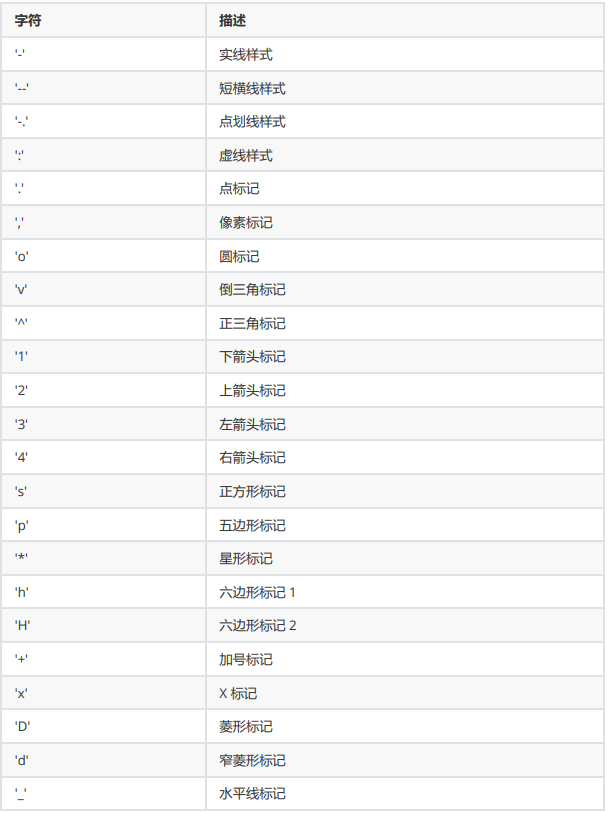 字符 描述
'-' 实线样式
'--' 短横线样式
'-.' 点划线样式
':' 虚线样式
'.' 点标记
',' 像素标记
'o' 圆标记
'v' 倒三角标记
'^' 正三角标记
'1' 下箭头标记
'2' 上箭头标记
'3' 左箭头标记
'4' 右箭头标记
's' 正方形标记
'p' 五边形标记
'*' 星形标记
'h' 六边形标记 1
'H' 六边形标记 2
'+' 加号标记
'x' X 标记
'D' 菱形标记
'd' 窄菱形标记
'_' 水平线标记